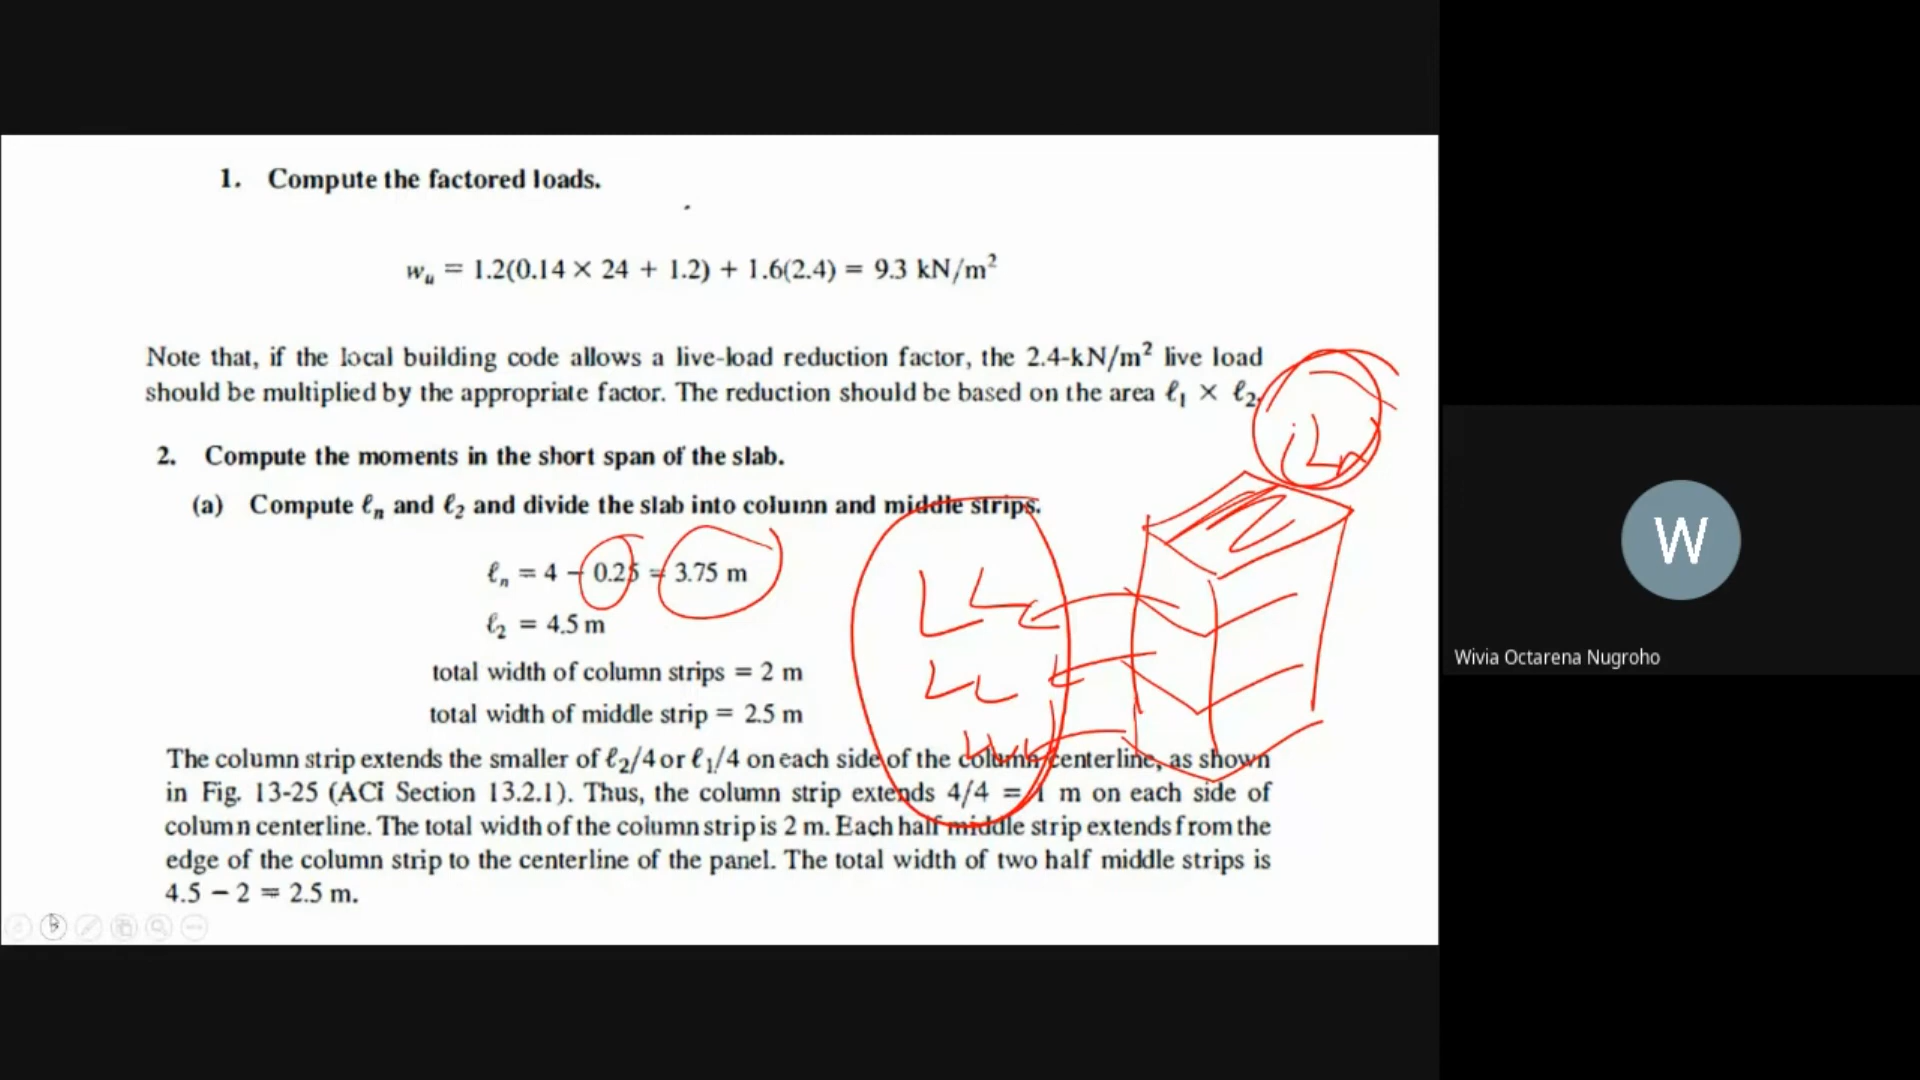 1. Compute the factored loads.
wᵤ = 1.2(0.14 × 24 + 1.2) + 1.6(2.4) = 9.3 kN/m²
Note that, if the local building code allows a live-load reduction factor, the 2.4-kN/m² live load
should be multiplied by the appropriate factor. The reduction should be based on the area ℓ₁ × ℓ₂.
2. Compute the moments in the short span of the slab.
(a) Compute ℓₙ and ℓ₂ and divide the slab into column and middle strips.
ℓₙ = 4 − 0.25 = 3.75 m
ℓ₂ = 4.5 m
total width of column strips = 2 m
total width of middle strip = 2.5 m
The column strip extends the smaller of ℓ₂/4 or ℓ₁/4 on each side of the column centerline, as shown
in Fig. 13-25 (ACI Section 13.2.1). Thus, the column strip extends 4/4 = 1 m on each side of
column centerline. The total width of the column strip is 2 m. Each half middle strip extends from the
edge of the column strip to the centerline of the panel. The total width of two half middle strips is
4.5 − 2 = 2.5 m.
LL
LL
W
Wivia Octarena Nugroho